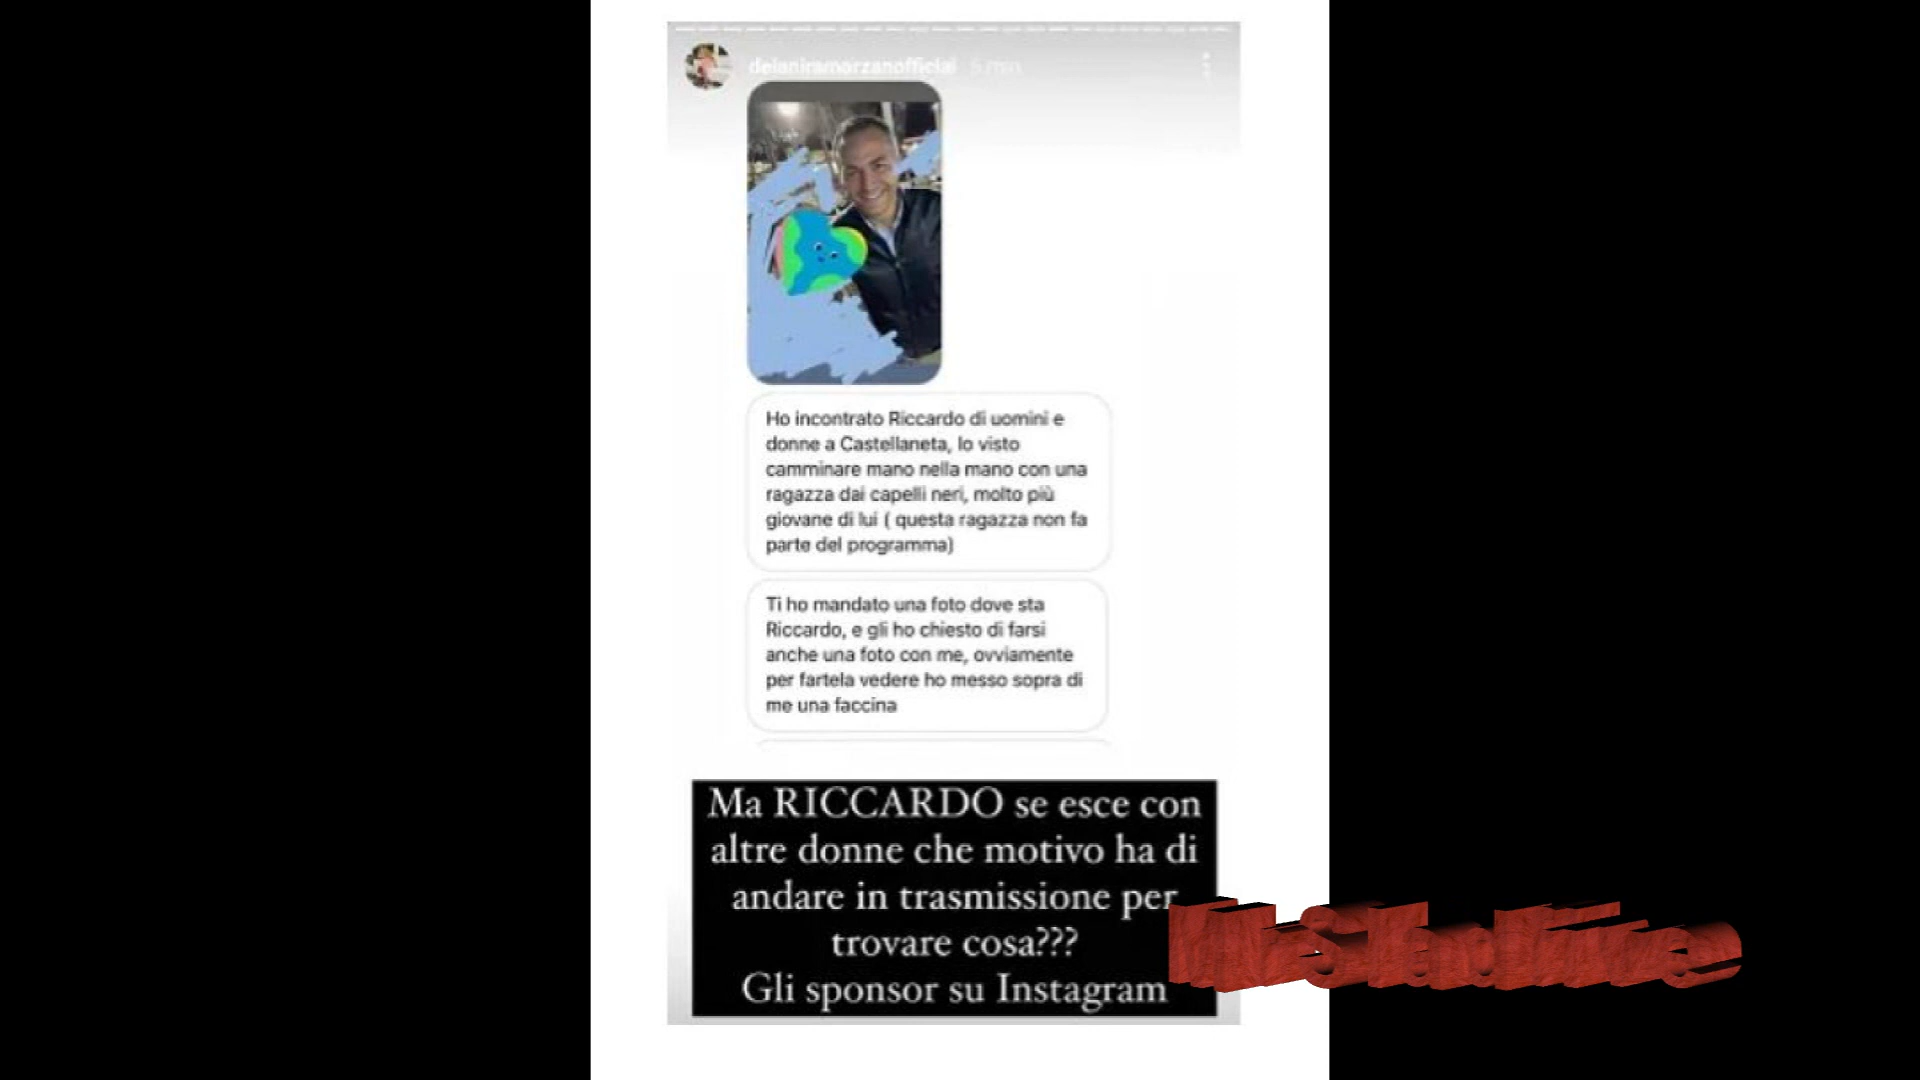 deianiramarzanofficial 5 min
Ho incontrato Riccardo di uomini e
donne a Castellaneta, lo visto
camminare mano nella mano con una
ragazza dai capelli neri, molto più
giovane di lui ( questa ragazza non fa
parte del programma)
Ti ho mandato una foto dove sta
Riccardo, e gli ho chiesto di farsi
anche una foto con me, ovviamente
per fartela vedere ho messo sopra di
me una faccina
Ma RICCARDO se esce con
altre donne che motivo ha di
andare in trasmissione per
trovare cosa???
Gli sponsor su Instagram